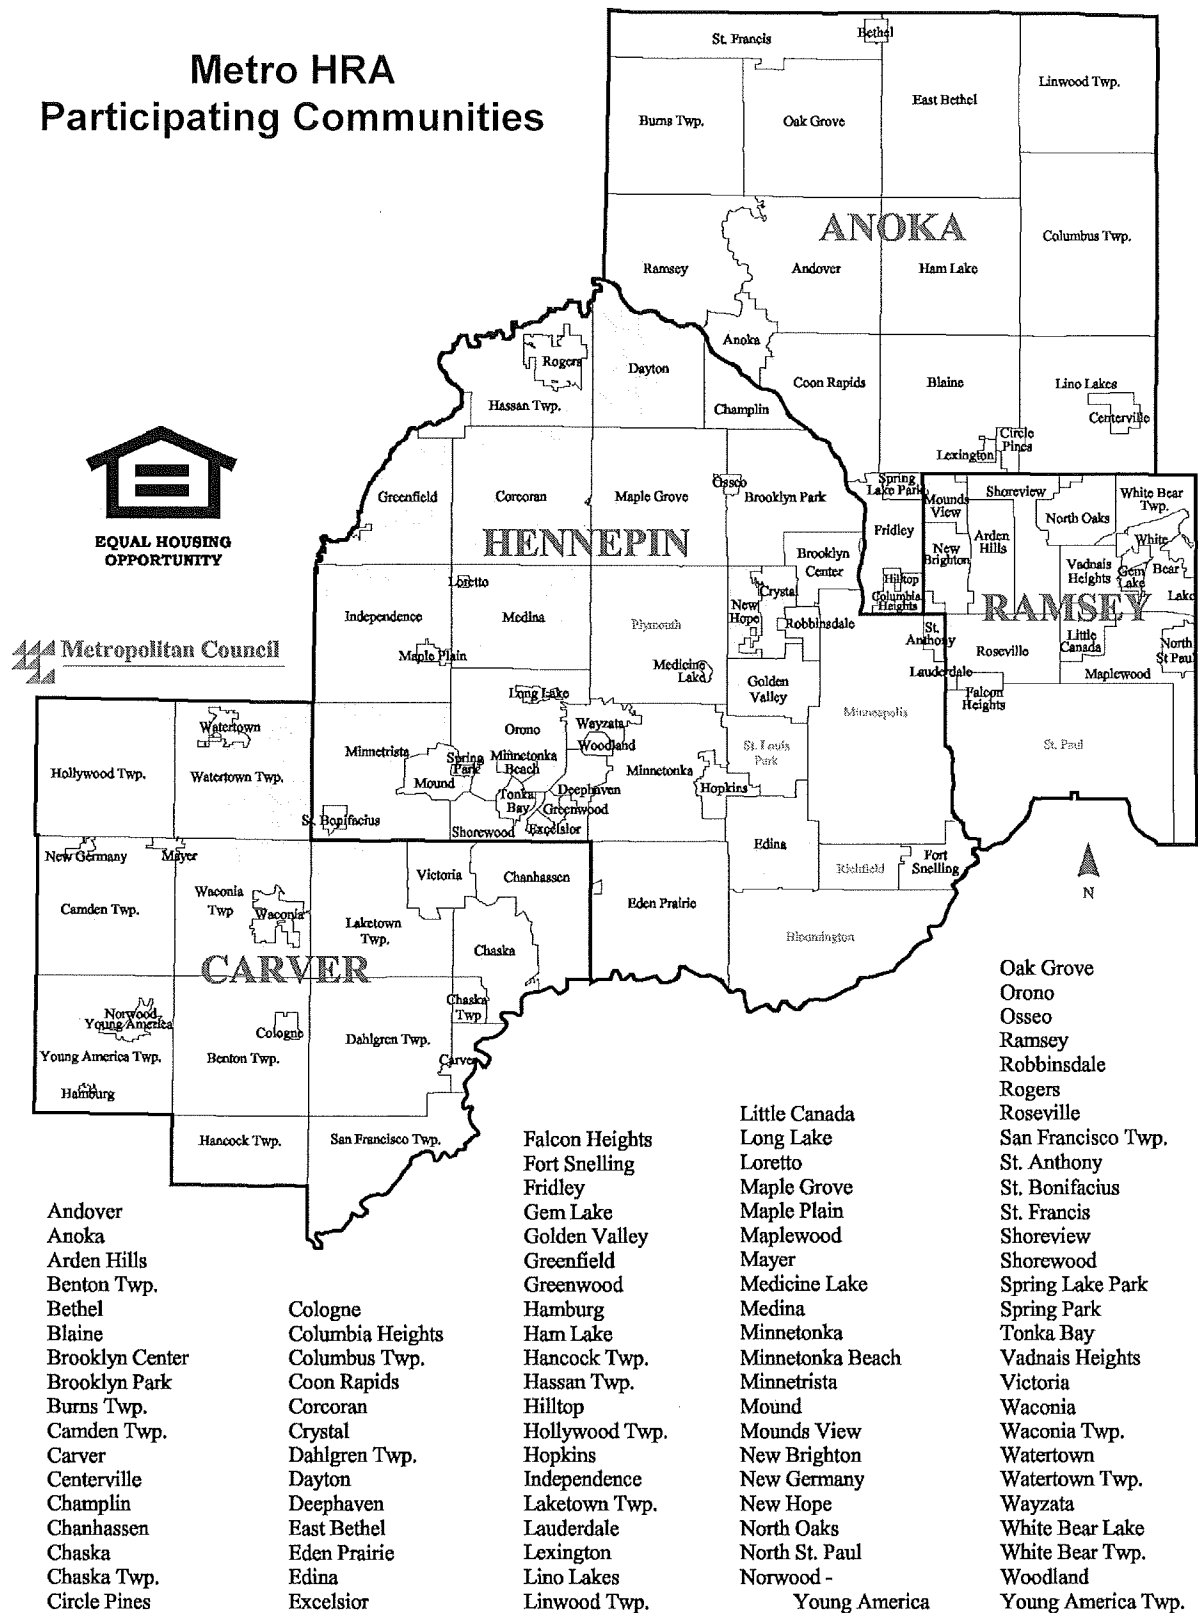 Metro HRA
Participating Communities
St. Francis
Bethel
Linwood Twp.
East Bethel
Burns Twp.
Oak Grove
ANOKA
Columbus Twp.
Ramsey
Andover
Ham Lake
Anoka
Rogers
Dayton
Coon Rapids
Blaine
Lino Lakes
Hassan Twp.
Champlin
Centerville
Circle
Pines
Lexington
EQUAL HOUSING
OPPORTUNITY
Greenfield
Corcoran
Maple Grove
Osseo
Brooklyn Park
Spring
Lake Park
Mounds
View
Shoreview
White Bear
Twp.
North Oaks
HENNEPIN
Fridley
Arden
Hills
White
Bear
Lake
New
Brighton
Brooklyn
Center
Vadnais
Heights
Gem
Lake
Loretto
Crystal
Hilltop
Columbia
Heights
RAMSEY
Independence
Medina
Plymouth
New
Hope
Robbinsdale
St.
Anthony
Roseville
Little
Canada
North
St Paul
Metropolitan Council
Maple Plain
Medicine
Lake
Golden
Valley
Lauderdale
Maplewood
Falcon
Heights
Long Lake
Minneapolis
Watertown
Orono
Wayzata
Woodland
St. Louis
Park
St. Paul
Hollywood Twp.
Watertown Twp.
Minnetrista
Spring
Park
Minnetonka
Beach
Minnetonka
Mound
Deephaven
Hopkins
Tonka
Bay
Greenwood
St. Bonifacius
Shorewood
Excelsior
Edina
New Germany
Mayer
Richfield
Fort
Snelling
Victoria
Chanhassen
Waconia
Twp
Waconia
N
Camden Twp.
Laketown
Twp.
Eden Prairie
Bloomington
Chaska
CARVER
Chaska
Twp
Norwood
Young America
Cologne
Dahlgren Twp.
Young America Twp.
Benton Twp.
Carver
Hamburg
Hancock Twp.
San Francisco Twp.
Andover
Anoka
Arden Hills
Benton Twp.
Bethel
Blaine
Brooklyn Center
Brooklyn Park
Burns Twp.
Camden Twp.
Carver
Centerville
Champlin
Chanhassen
Chaska
Chaska Twp.
Circle Pines
Cologne
Columbia Heights
Columbus Twp.
Coon Rapids
Corcoran
Crystal
Dahlgren Twp.
Dayton
Deephaven
East Bethel
Eden Prairie
Edina
Excelsior
Falcon Heights
Fort Snelling
Fridley
Gem Lake
Golden Valley
Greenfield
Greenwood
Hamburg
Ham Lake
Hancock Twp.
Hassan Twp.
Hilltop
Hollywood Twp.
Hopkins
Independence
Laketown Twp.
Lauderdale
Lexington
Lino Lakes
Linwood Twp.
Little Canada
Long Lake
Loretto
Maple Grove
Maple Plain
Maplewood
Mayer
Medicine Lake
Medina
Minnetonka
Minnetonka Beach
Minnetrista
Mound
Mounds View
New Brighton
New Germany
New Hope
North Oaks
North St. Paul
Norwood -
Young America
Oak Grove
Orono
Osseo
Ramsey
Robbinsdale
Rogers
Roseville
San Francisco Twp.
St. Anthony
St. Bonifacius
St. Francis
Shoreview
Shorewood
Spring Lake Park
Spring Park
Tonka Bay
Vadnais Heights
Victoria
Waconia
Waconia Twp.
Watertown
Watertown Twp.
Wayzata
White Bear Lake
White Bear Twp.
Woodland
Young America Twp.